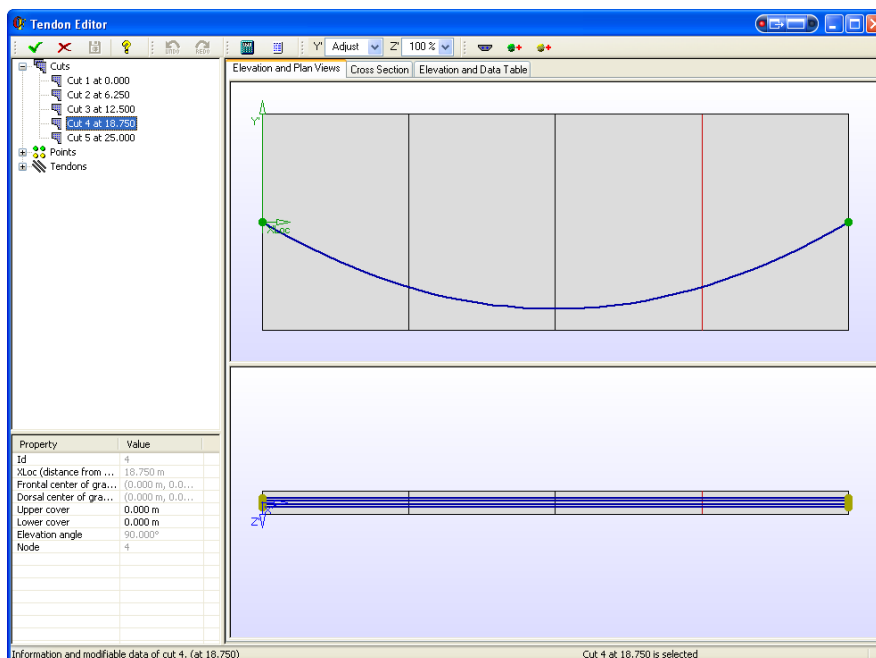 Tendon Editor
UNDO REDO Y' Adjust Z' 100 %
Cuts
Cut 1 at 0.000
Cut 2 at 6.250
Cut 3 at 12.500
Cut 4 at 18.750
Cut 5 at 25.000
Points
Tendons
Elevation and Plan Views Cross Section Elevation and Data Table
Y'
XLoc
Z'
Property Value
Id 4
XLoc (distance from ... 18.750 m
Frontal center of gra... (0.000 m, 0.0...
Dorsal center of gra... (0.000 m, 0.0...
Upper cover 0.000 m
Lower cover 0.000 m
Elevation angle 90.000°
Node 4
Information and modifiable data of cut 4. (at 18.750) Cut 4 at 18.750 is selected